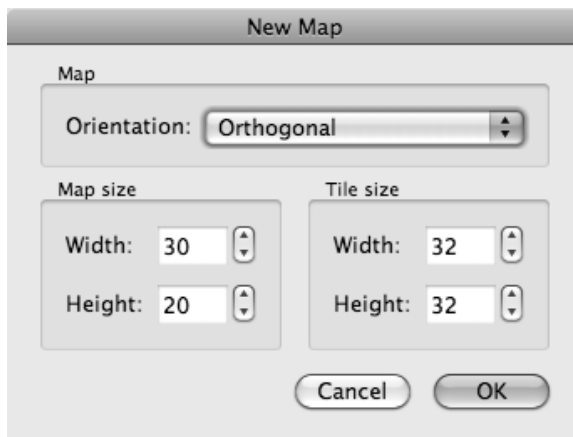 New Map
Map
Orientation: Orthogonal
Map size
Width: 30
Height: 20
Tile size
Width: 32
Height: 32
Cancel
OK